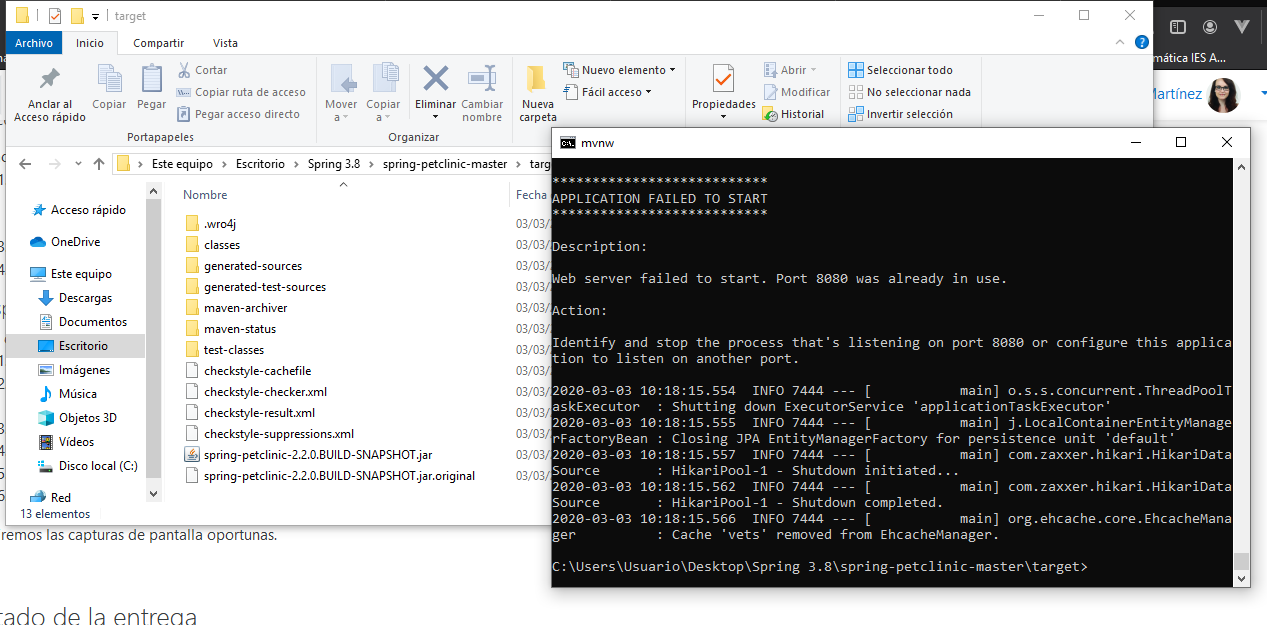 target
Archivo Inicio Compartir Vista
Anclar al
Acceso rápido
Copiar
Pegar
Cortar
Copiar ruta de acceso
Pegar acceso directo
Portapapeles
Mover
a
Copiar
a
Eliminar
Cambiar
nombre
Organizar
Nueva
carpeta
Nuevo elemento
Fácil acceso
Propiedades
Abrir
Modificar
Historial
Seleccionar todo
No seleccionar nada
Invertir selección
mática IES A...
Martínez
Este equipo > Escritorio > Spring 3.8 > spring-petclinic-master > targ
Acceso rápido
OneDrive
Este equipo
Descargas
Documentos
Escritorio
Imágenes
Música
Objetos 3D
Vídeos
Disco local (C:)
Red
13 elementos
Nombre Fecha
.wro4j 03/03/
classes 03/03/
generated-sources 03/03/
generated-test-sources 03/03/
maven-archiver 03/03/
maven-status 03/03/
test-classes 03/03/
checkstyle-cachefile 03/03/
checkstyle-checker.xml 03/03/
checkstyle-result.xml 03/03/
checkstyle-suppressions.xml 03/03/
spring-petclinic-2.2.0.BUILD-SNAPSHOT.jar 03/03/
spring-petclinic-2.2.0.BUILD-SNAPSHOT.jar.original 03/03/
mvnw
***************************
APPLICATION FAILED TO START
***************************
Description:
Web server failed to start. Port 8080 was already in use.
Action:
Identify and stop the process that's listening on port 8080 or configure this applica
tion to listen on another port.
2020-03-03 10:18:15.554  INFO 7444 --- [           main] o.s.s.concurrent.ThreadPoolT
askExecutor  : Shutting down ExecutorService 'applicationTaskExecutor'
2020-03-03 10:18:15.555  INFO 7444 --- [           main] j.LocalContainerEntityManage
rFactoryBean : Closing JPA EntityManagerFactory for persistence unit 'default'
2020-03-03 10:18:15.557  INFO 7444 --- [           main] com.zaxxer.hikari.HikariData
Source       : HikariPool-1 - Shutdown initiated...
2020-03-03 10:18:15.562  INFO 7444 --- [           main] com.zaxxer.hikari.HikariData
Source       : HikariPool-1 - Shutdown completed.
2020-03-03 10:18:15.566  INFO 7444 --- [           main] org.ehcache.core.EhcacheMana
ger          : Cache 'vets' removed from EhcacheManager.
C:\Users\Usuario\Desktop\Spring 3.8\spring-petclinic-master\target>
remos las capturas de pantalla oportunas.
tado de la entrega